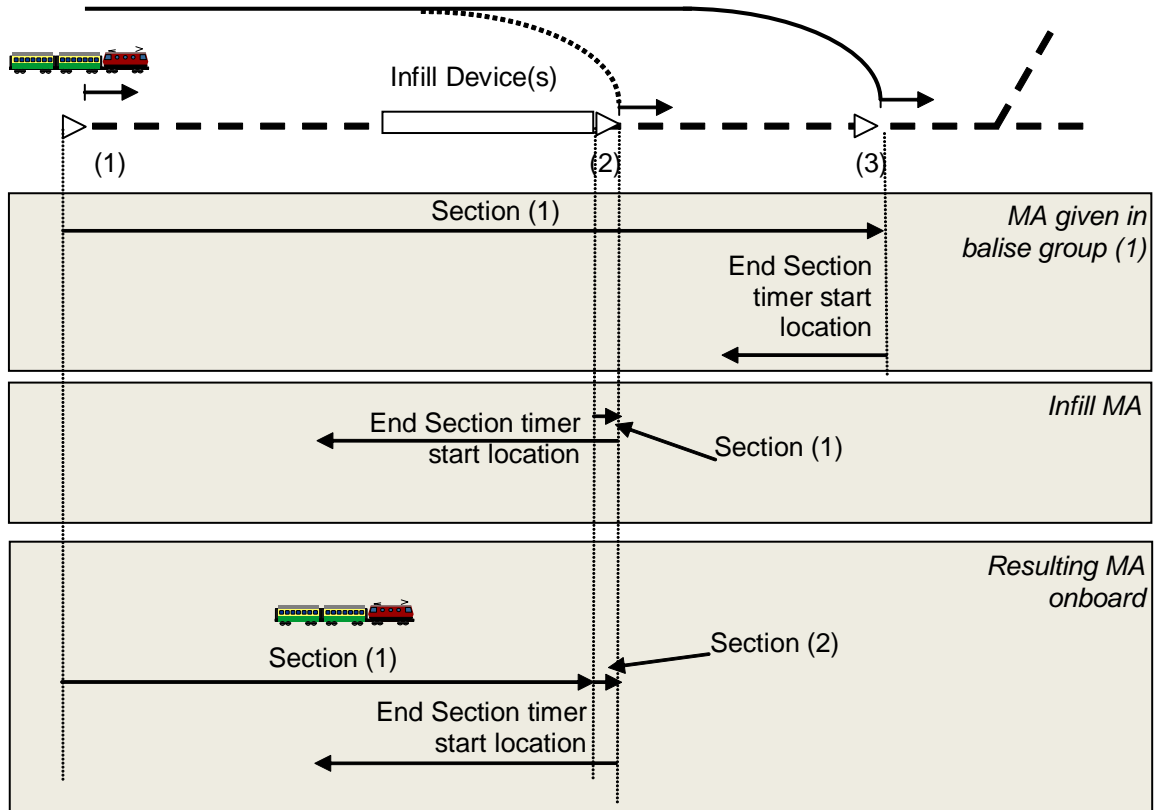 Infill Device(s)
(1)
(2)
(3)
Section (1)
MA given in
balise group (1)
End Section
timer start
location
Infill MA
End Section timer
start location
Section (1)
Resulting MA
onboard
Section (2)
Section (1)
End Section timer
start location